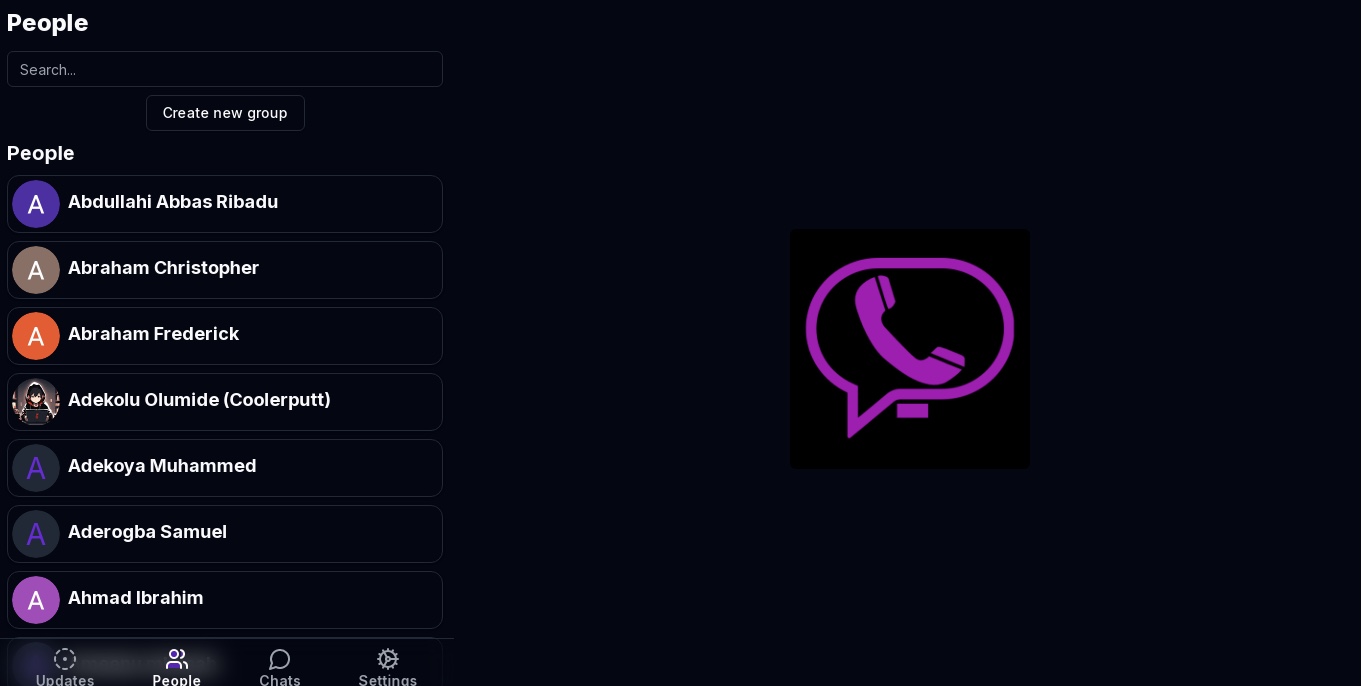 People
Search...
Create new group
People
A Abdullahi Abbas Ribadu
A Abraham Christopher
A Abraham Frederick
Adekolu Olumide (Coolerputt)
A Adekoya Muhammed
A Aderogba Samuel
A Ahmad Ibrahim
Updates People Chats Settings